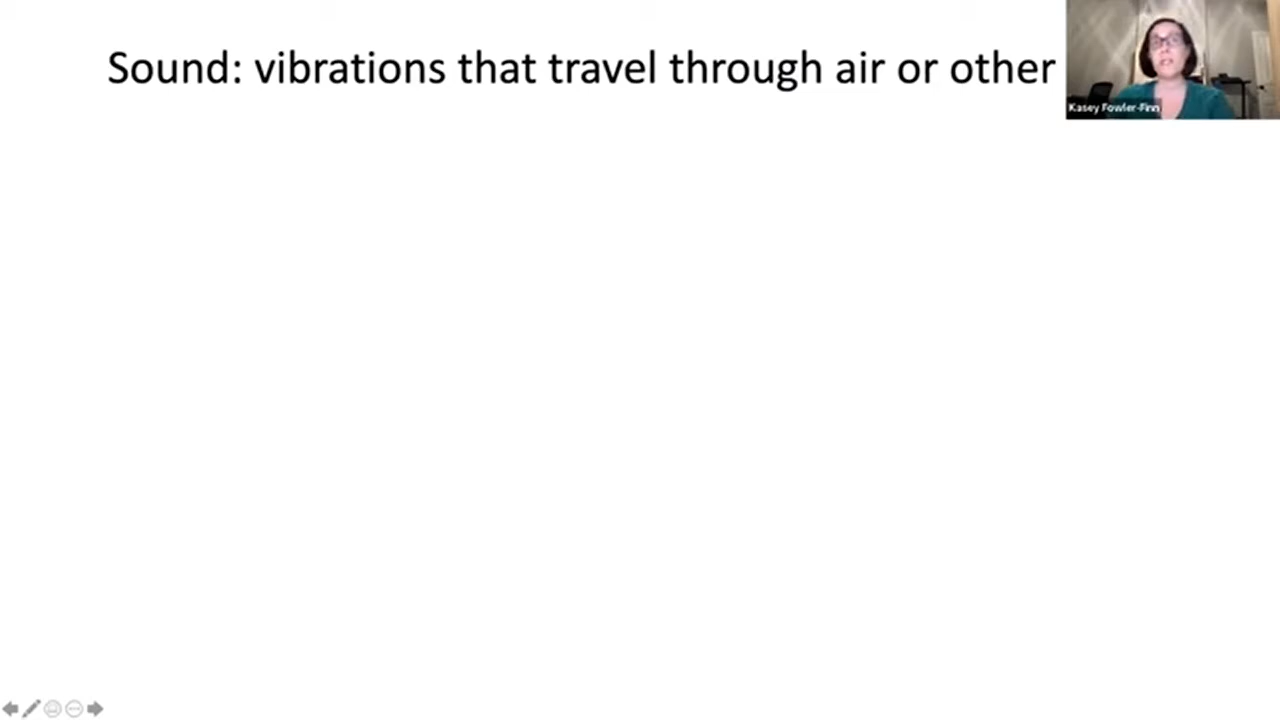 Sound: vibrations that travel through air or other
Kasey Fowler-Finn